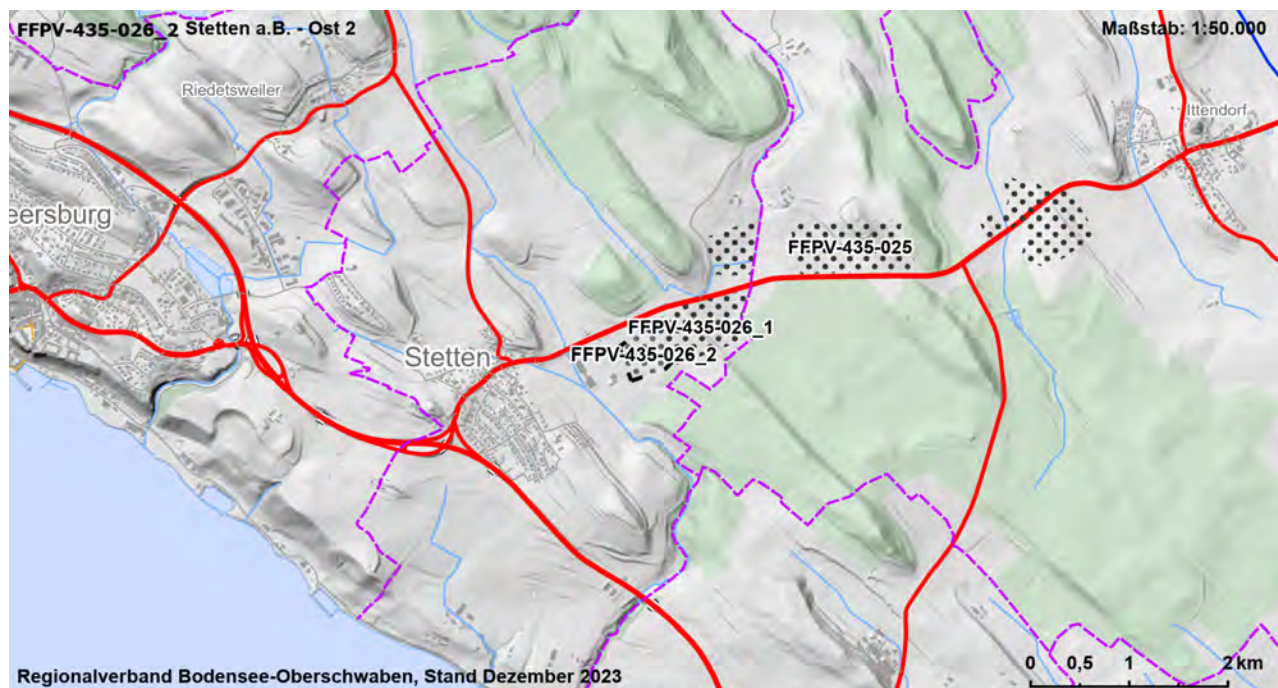 FFPV-435-026_2 Stetten a.B. - Ost 2
Maßstab: 1:50.000
Riedetsweiler
Ittendorf
eersburg
FFPV-435-025
FFPV-435-026_1
Stetten
FFPV-435-026_2
0 0,5 1 2 km
Regionalverband Bodensee-Oberschwaben, Stand Dezember 2023